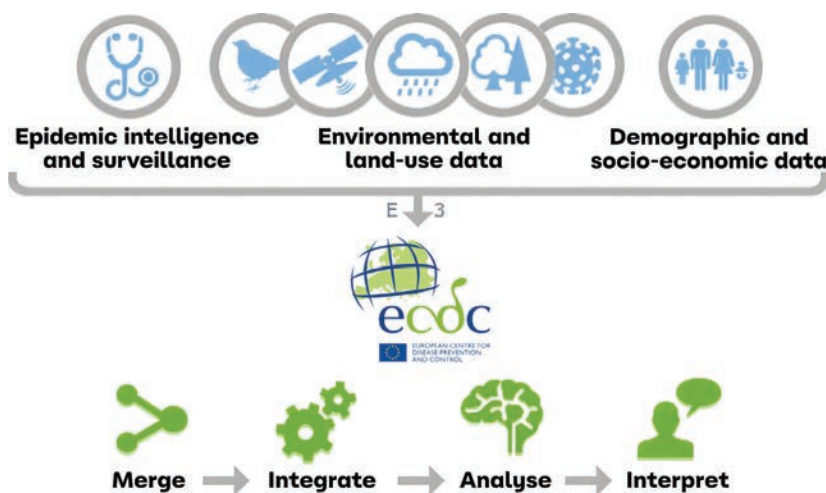 Epidemic intelligence
and surveillance
Environmental and
land-use data
Demographic and
socio-economic data
E 3
ecdc
EUROPEAN CENTRE FOR
DISEASE PREVENTION
AND CONTROL
Merge
Integrate
Analyse
Interpret